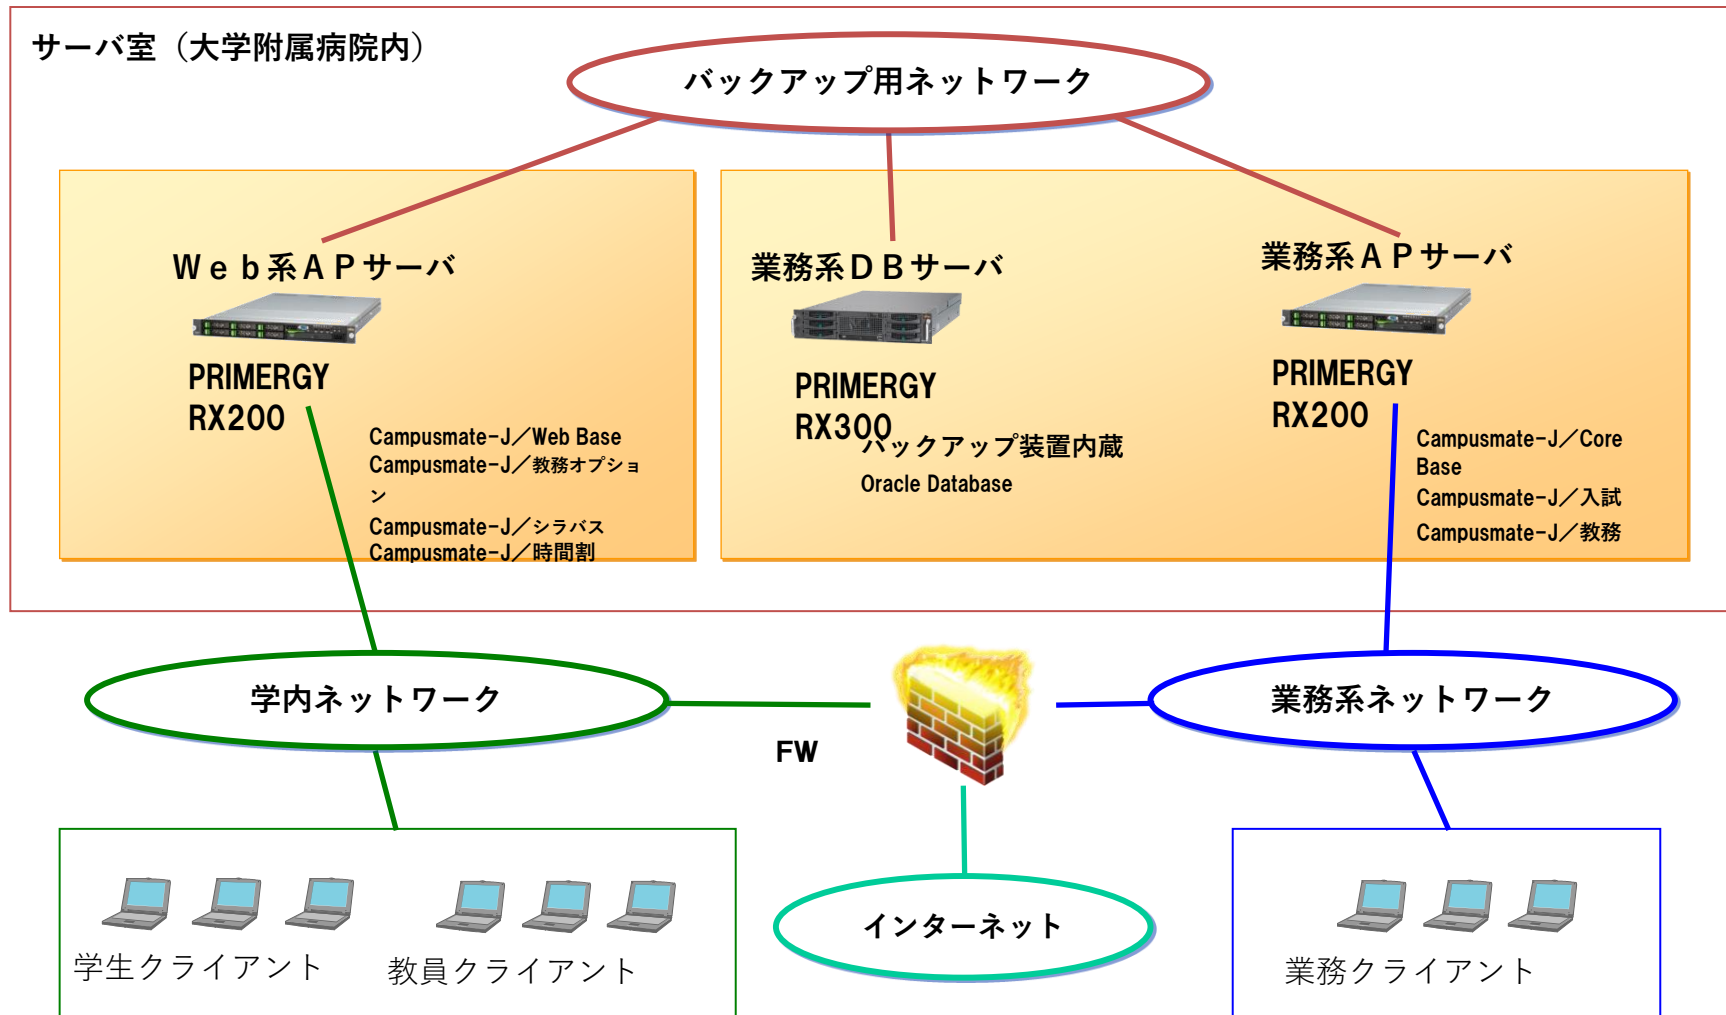 サーバ室（大学附属病院内）
バックアップ用ネットワーク
Ｗｅｂ系ＡＰサーバ
PRIMERGY
RX200
Campusmate-J／Web Base
Campusmate-J／教務オプショ
ン
Campusmate-J／シラバス
Campusmate-J／時間割
業務系ＤＢサーバ
PRIMERGY
RX300
バックアップ装置内蔵
Oracle Database
業務系ＡＰサーバ
PRIMERGY
RX200
Campusmate-J／Core
Base
Campusmate-J／入試
Campusmate-J／教務
学内ネットワーク
FW
業務系ネットワーク
学生クライアント
教員クライアント
インターネット
業務クライアント